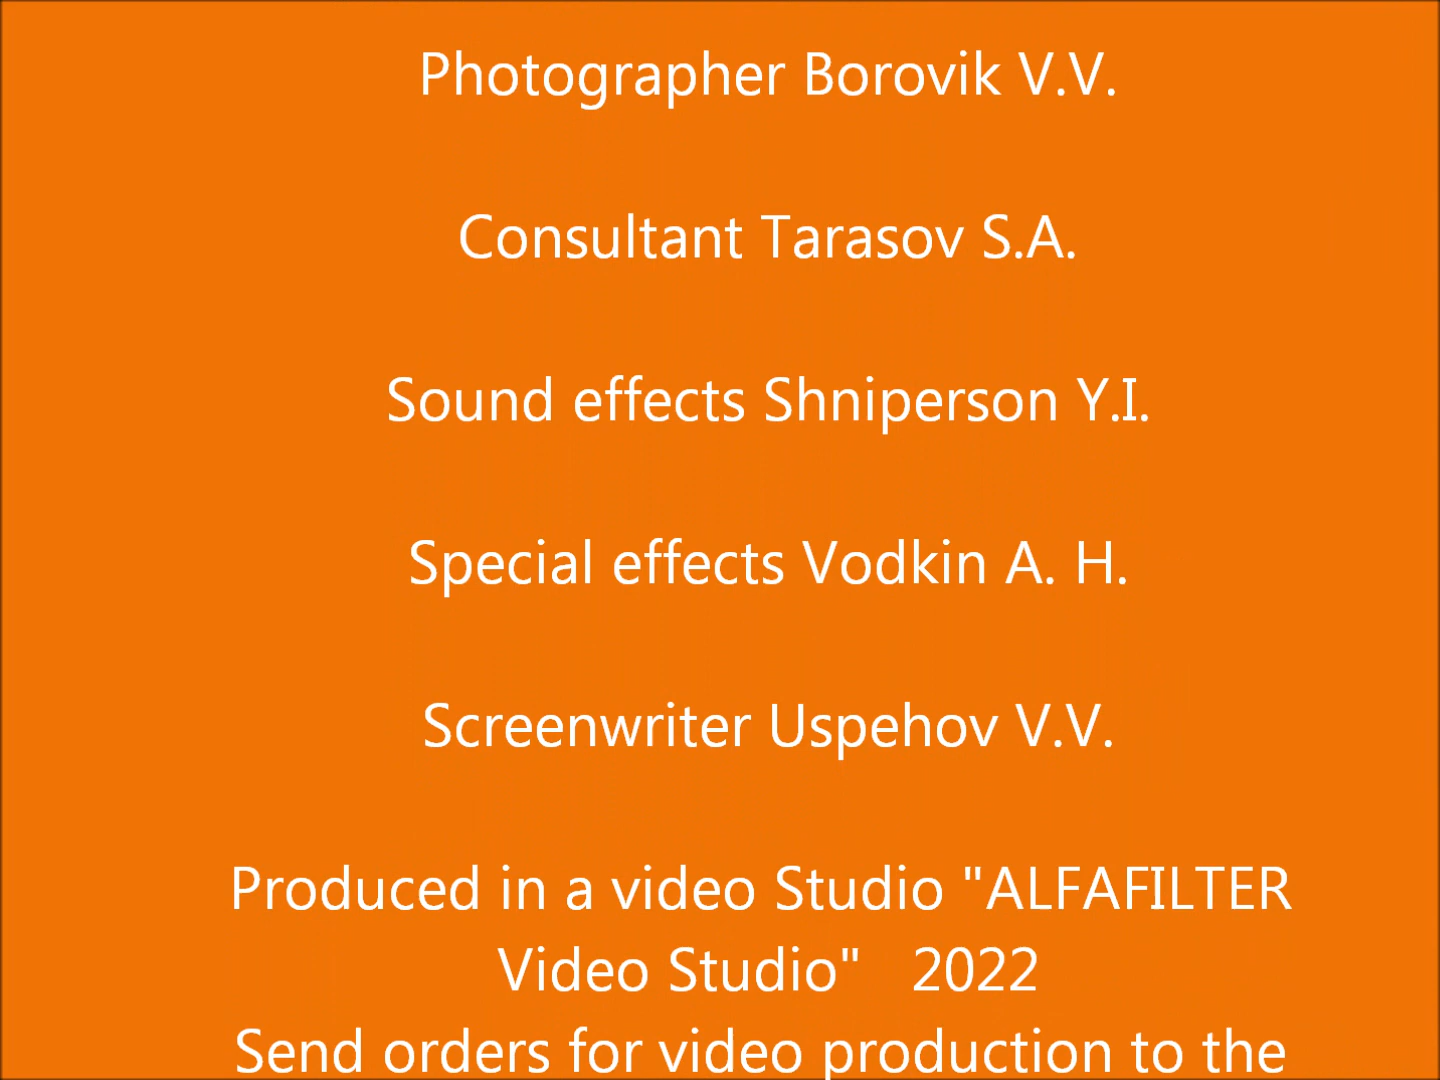 Photographer Borovik V.V.
Consultant Tarasov S.A.
Sound effects Shniperson Y.I.
Special effects Vodkin A. H.
Screenwriter Uspehov V.V.
Produced in a video Studio "ALFAFILTER
Video Studio"   2022
Send orders for video production to the